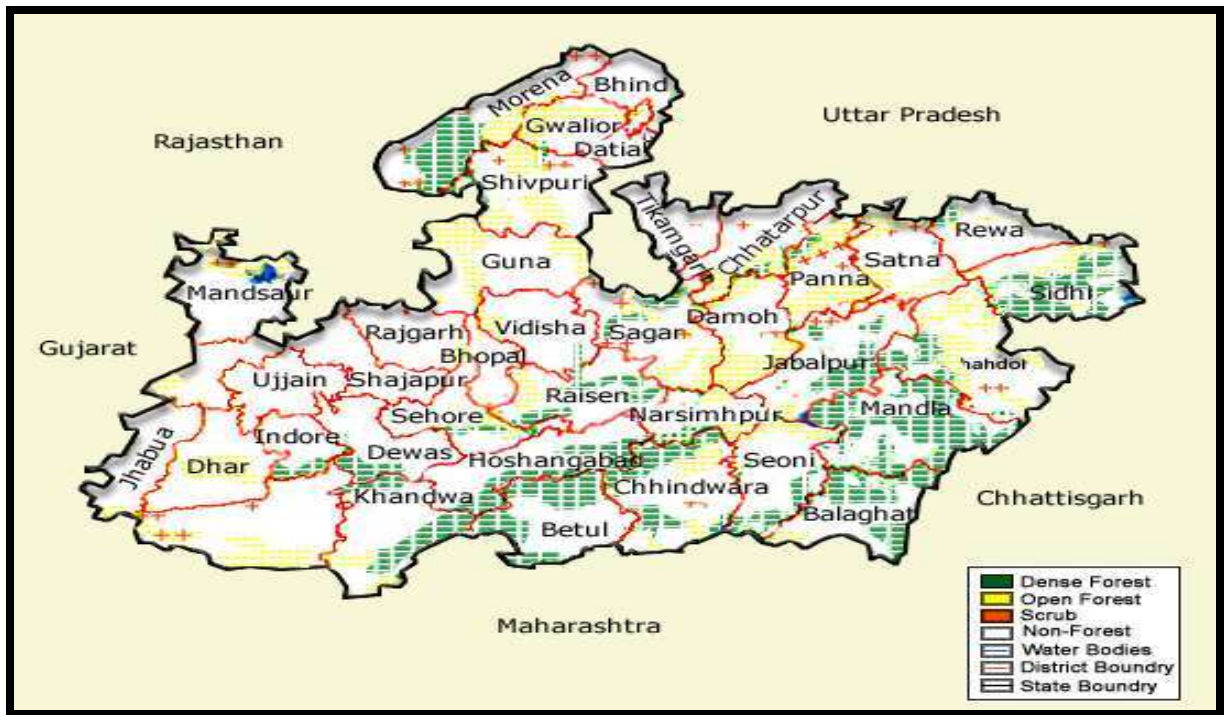 Morena
Bhind
Uttar Pradesh
Rajasthan
Gwalior
Datia
Shivpuri
Tikamgarh
Chhatarpur
Rewa
Guna
Satna
Panna
Mandsaur
Sidhi
Rajgarh
Vidisha
Sagar
Damoh
Gujarat
Bhopal
Jabalpur
hahdol
Ujjain
Shajapur
Raisen
Sehore
Narsimhpur
Mandla
Jhabua
Indore
Dewas
Dhar
Hoshangabad
Seoni
Khandwa
Chhindwara
Chhattisgarh
Balaghat
Betul
Maharashtra
Dense Forest
Open Forest
Scrub
Non-Forest
Water Bodies
District Boundry
State Boundry